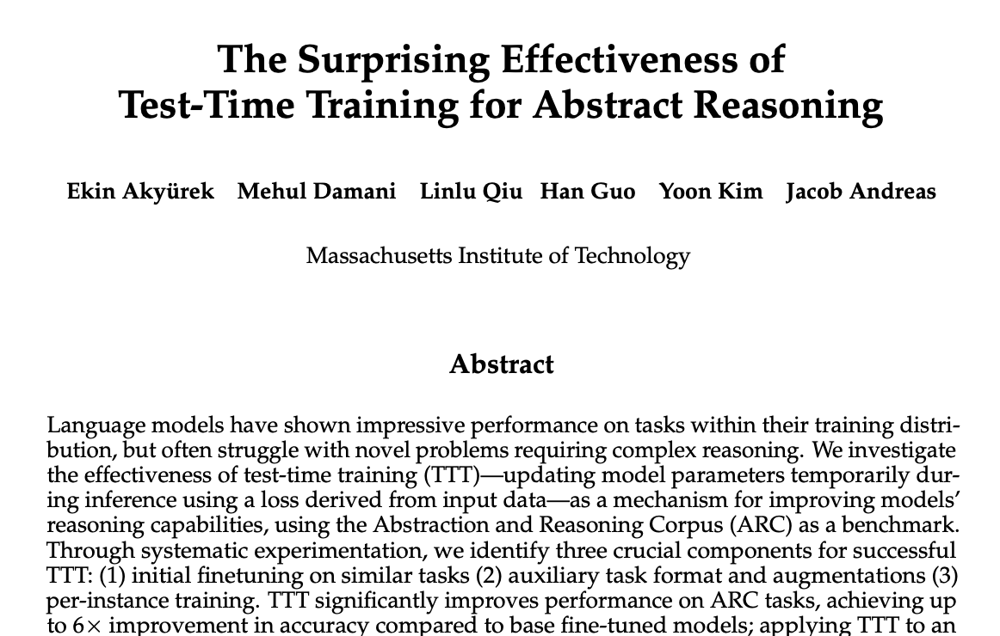 The Surprising Effectiveness of
Test-Time Training for Abstract Reasoning
Ekin Akyürek Mehul Damani Linlu Qiu Han Guo Yoon Kim Jacob Andreas
Massachusetts Institute of Technology
Abstract
Language models have shown impressive performance on tasks within their training distri-
bution, but often struggle with novel problems requiring complex reasoning. We investigate
the effectiveness of test-time training (TTT)—updating model parameters temporarily dur-
ing inference using a loss derived from input data—as a mechanism for improving models’
reasoning capabilities, using the Abstraction and Reasoning Corpus (ARC) as a benchmark.
Through systematic experimentation, we identify three crucial components for successful
TTT: (1) initial finetuning on similar tasks (2) auxiliary task format and augmentations (3)
per-instance training. TTT significantly improves performance on ARC tasks, achieving up
to 6× improvement in accuracy compared to base fine-tuned models; applying TTT to an